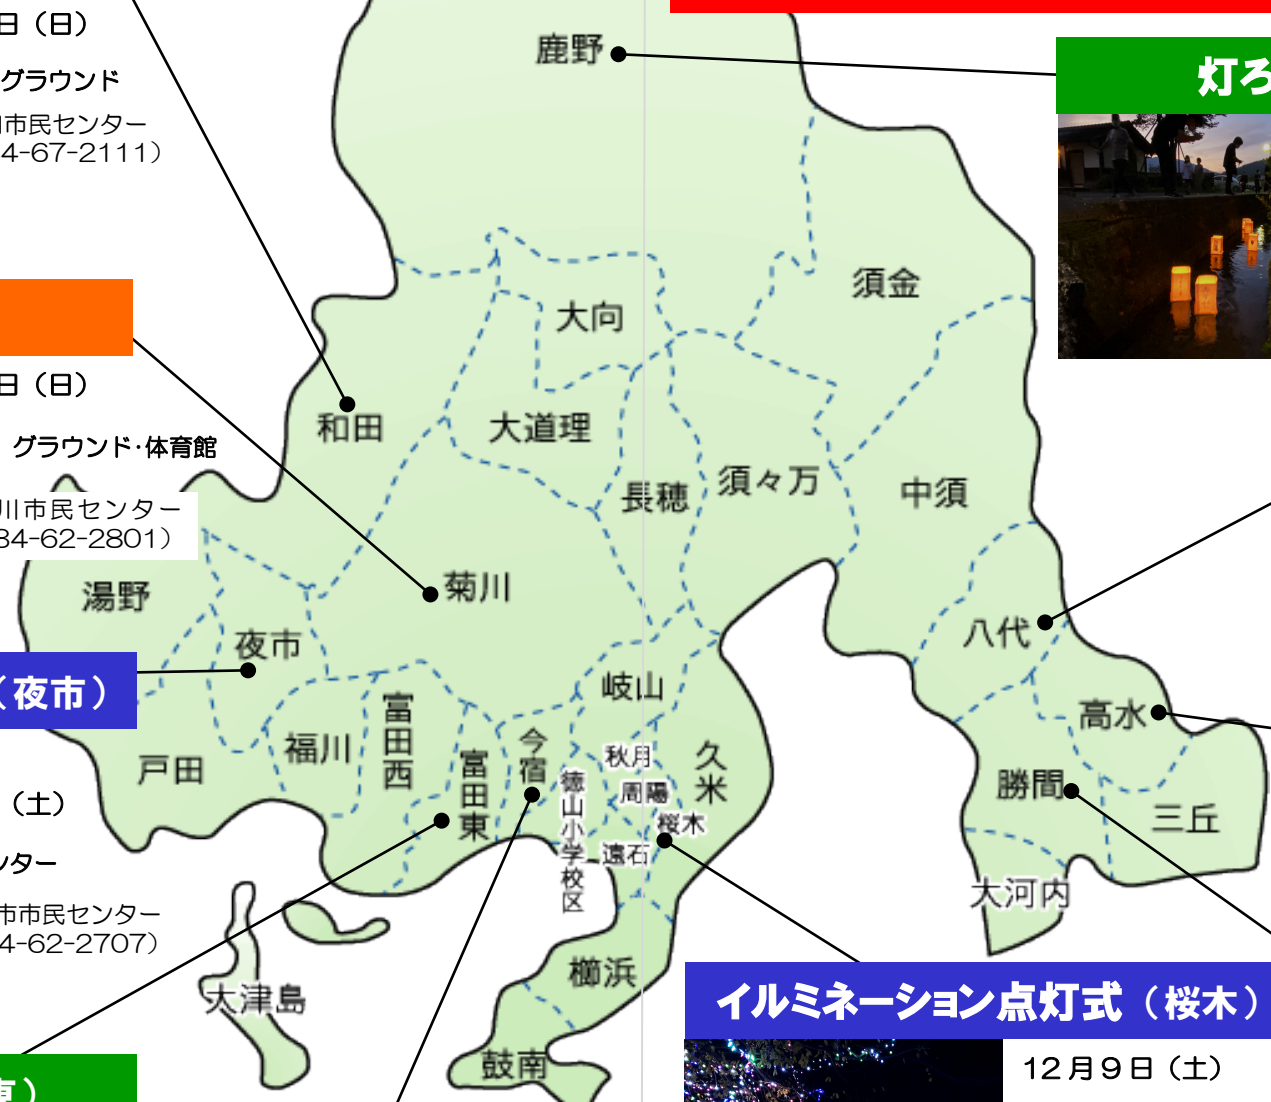 日（日）
グラウンド
市民センター
4-67-2111）
日（日）
グラウンド・体育館
川市民センター
84-62-2801）
（夜市）
（土）
ンター
市市民センター
4-62-2707）
東）
鹿野
灯ろ
須金
大向
和田
大道理
長穂
須々万
中須
湯野
菊川
夜市
八代
岐山
高水
戸田
福川
富田西
富田東
今宿
徳山小学校区
秋月
周陽
久米
桜木
遠石
勝間
三丘
大河内
櫛浜
大津島
鼓南
イルミネーション点灯式（桜木）
12月9日（土）